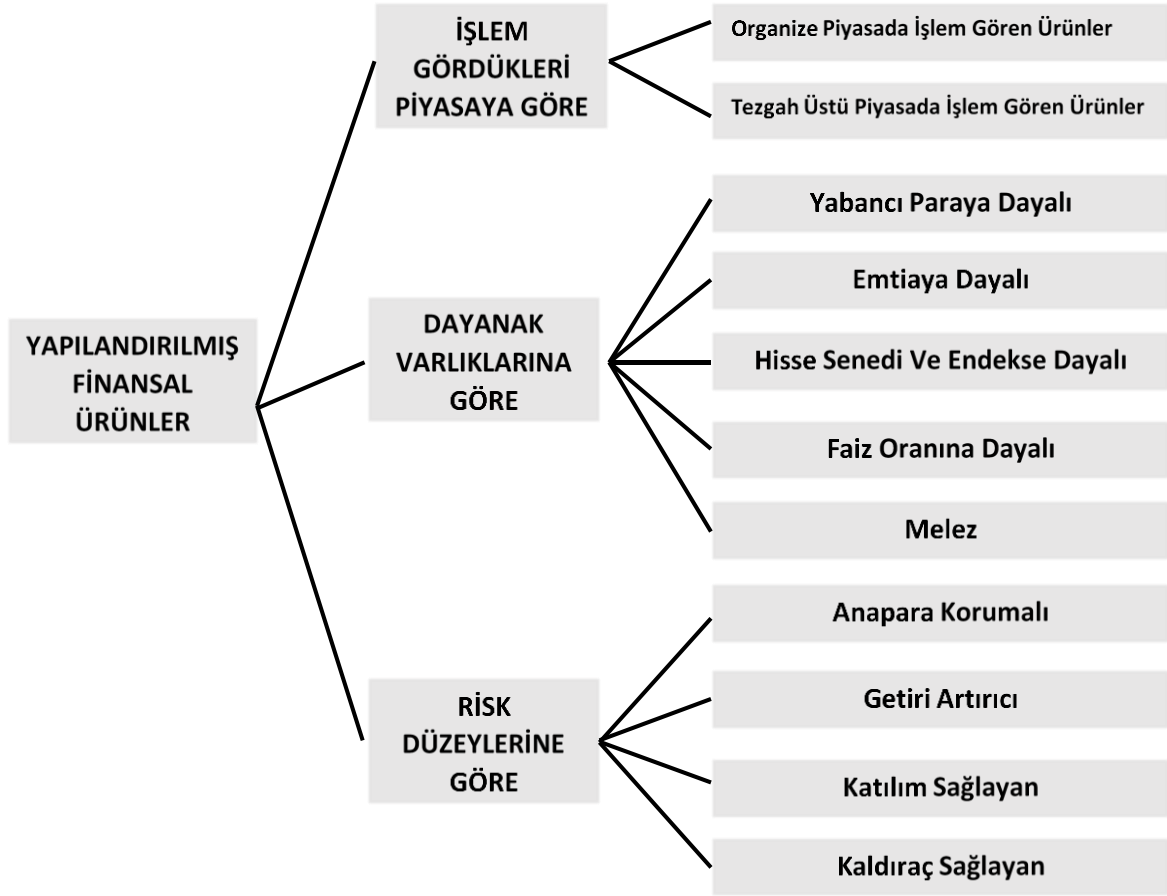 İŞLEM
GÖRDÜKLERİ
PİYASAYA GÖRE
Organize Piyasada İşlem Gören Ürünler
Tezgah Üstü Piyasada İşlem Gören Ürünler
YAPILANDIRILMIŞ
FİNANSAL
ÜRÜNLER
DAYANAK
VARLIKLARINA
GÖRE
Yabancı Paraya Dayalı
Emtiaya Dayalı
Hisse Senedi Ve Endekse Dayalı
Faiz Oranına Dayalı
Melez
RİSK
DÜZEYLERİNE
GÖRE
Anapara Korumalı
Getiri Artırıcı
Katılım Sağlayan
Kaldıraç Sağlayan